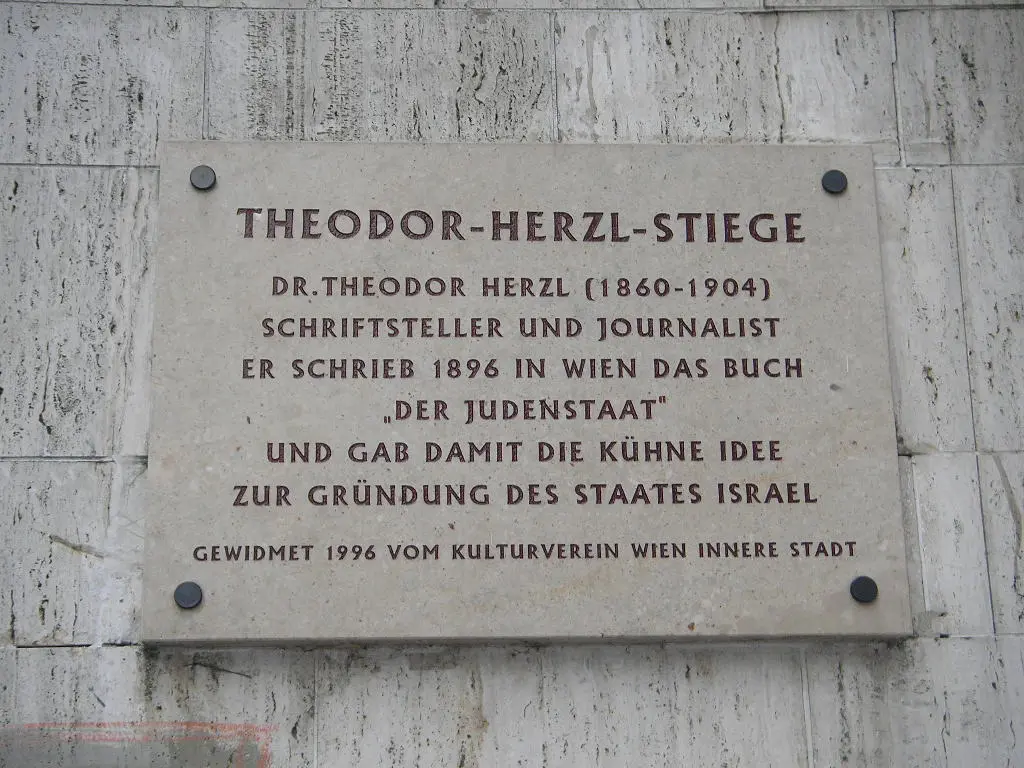 THEODOR-HERZL-STIEGE
DR. THEODOR HERZL (1860-1904)
SCHRIFTSTELLER UND JOURNALIST
ER SCHRIEB 1896 IN WIEN DAS BUCH
„DER JUDENSTAAT"
UND GAB DAMIT DIE KÜHNE IDEE
ZUR GRÜNDUNG DES STAATES ISRAEL
GEWIDMET 1996 VOM KULTURVEREIN WIEN INNERE STADT